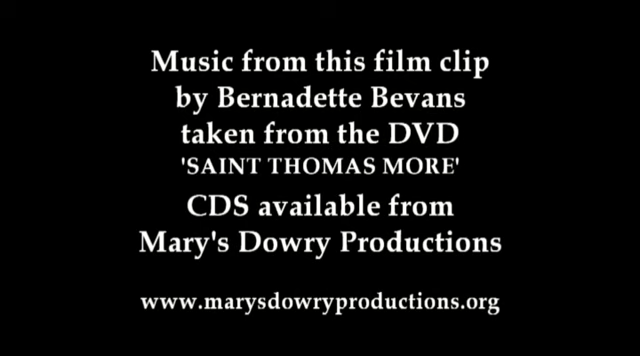 Music from this film clip
by Bernadette Bevans
taken from the DVD
'SAINT THOMAS MORE'
CDS available from
Mary's Dowry Productions
www.marysdowryproductions.org